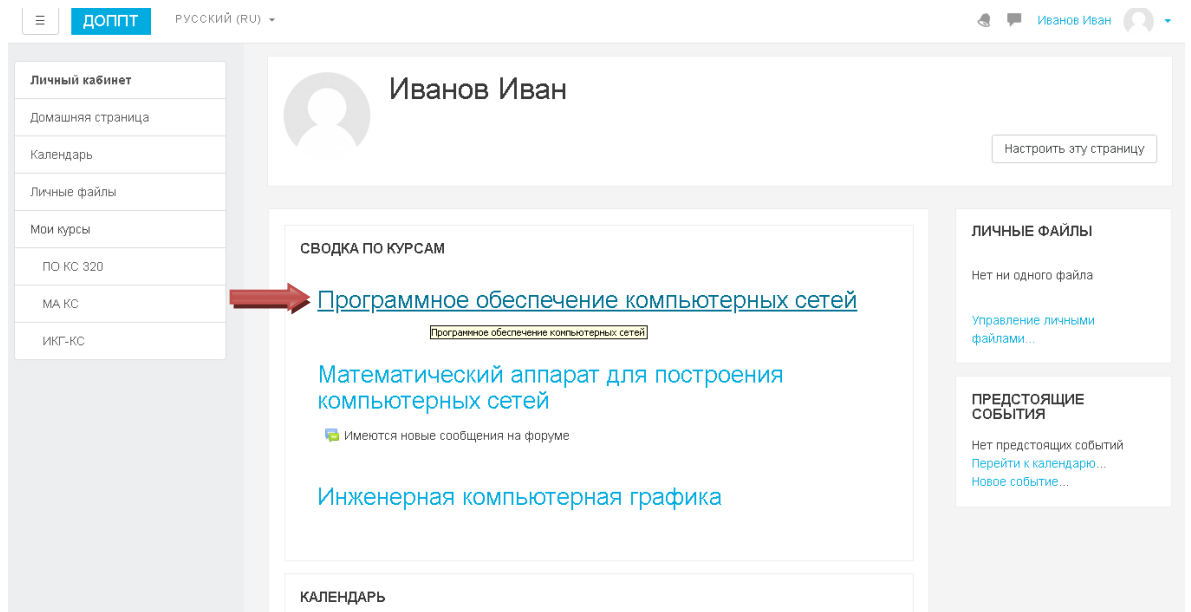 ДОППТ
РУССКИЙ (RU)
Иванов Иван
Личный кабинет
Домашняя страница
Календарь
Личные файлы
Мои курсы
ПО КС 320
МА КС
ИКГ-КС
Иванов Иван
Настроить эту страницу
СВОДКА ПО КУРСАМ
Программное обеспечение компьютерных сетей
Программное обеспечение компьютерных сетей
Математический аппарат для построения
компьютерных сетей
Имеются новые сообщения на форуме
Инженерная компьютерная графика
КАЛЕНДАРЬ
ЛИЧНЫЕ ФАЙЛЫ
Нет ни одного файла
Управление личными
файлами...
ПРЕДСТОЯЩИЕ
СОБЫТИЯ
Нет предстоящих событий
Перейти к календарю...
Новое событие...